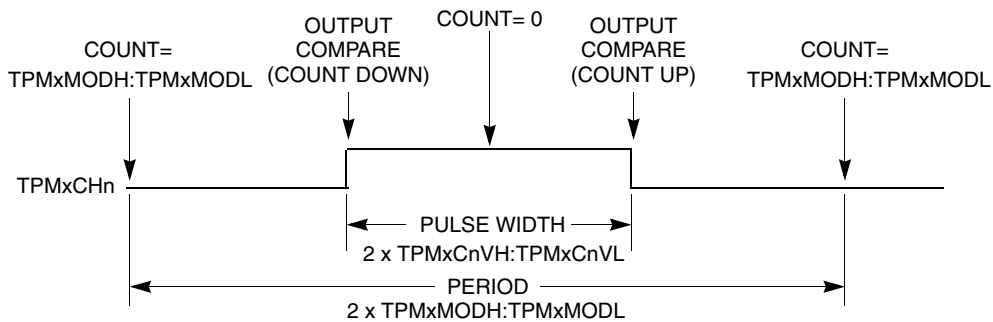 COUNT= 0
OUTPUT
COMPARE
(COUNT DOWN)
OUTPUT
COMPARE
(COUNT UP)
COUNT=
TPMxMODH:TPMxMODL
COUNT=
TPMxMODH:TPMxMODL
TPMxCHn
PULSE WIDTH
2 x TPMxCnVH:TPMxCnVL
PERIOD
2 x TPMxMODH:TPMxMODL